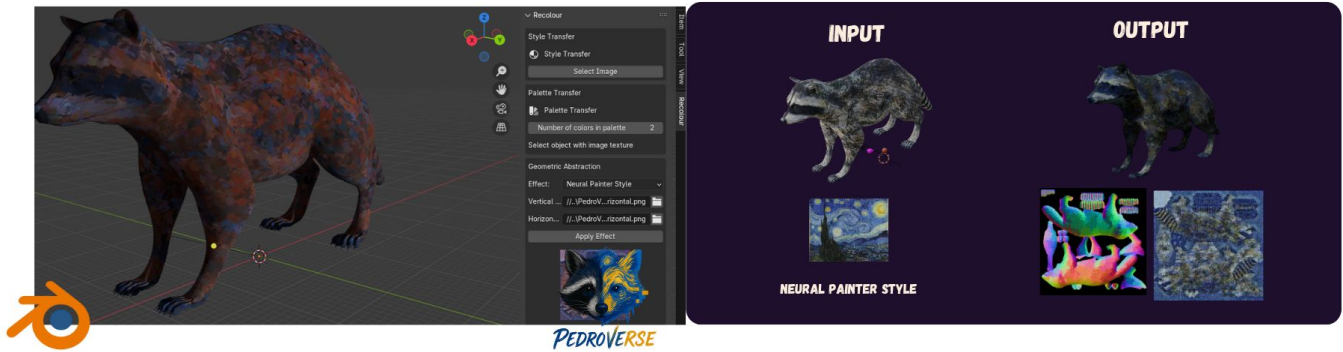 Recolour
Style Transfer
Style Transfer
Select Image
Palette Transfer
Palette Transfer
Number of colors in palette 2
Select object with image texture
Geometric Abstraction
Effect: Neural Painter Style
Vertical ... //..\PedroV...rizontal.png
Horizon... //..\PedroV...rizontal.png
Apply Effect
Item
Tool
View
Recolour
Z
X
Y
PEDROVERSE
INPUT
NEURAL PAINTER STYLE
OUTPUT